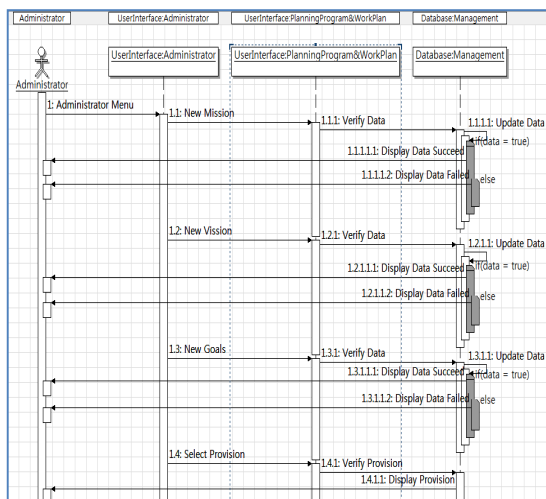 Administrator
UserInterface:Administrator
UserInterface:PlanningProgram&WorkPlan
Database:Management
UserInterface:Administrator
UserInterface:PlanningProgram&WorkPlan
Database:Management
Administrator
1: Administrator Menu
1.1: New Mission
1.1.1: Verify Data
1.1.1.1: Update Data
if(data = true)
1.1.1.1.1: Display Data Succeed
1.1.1.1.2: Display Data Failed
else
1.2: New Vission
1.2.1: Verify Data
1.2.1.1: Update Data
1.2.1.1.1: Display Data Succeed
if(data = true)
1.2.1.1.2: Display Data Failed
else
1.3: New Goals
1.3.1: Verify Data
1.3.1.1: Update Data
1.3.1.1.1: Display Data Succeed
if(data = true)
1.3.1.1.2: Display Data Failed
else
1.4: Select Provision
1.4.1: Verify Provision
1.4.1.1: Display Provision